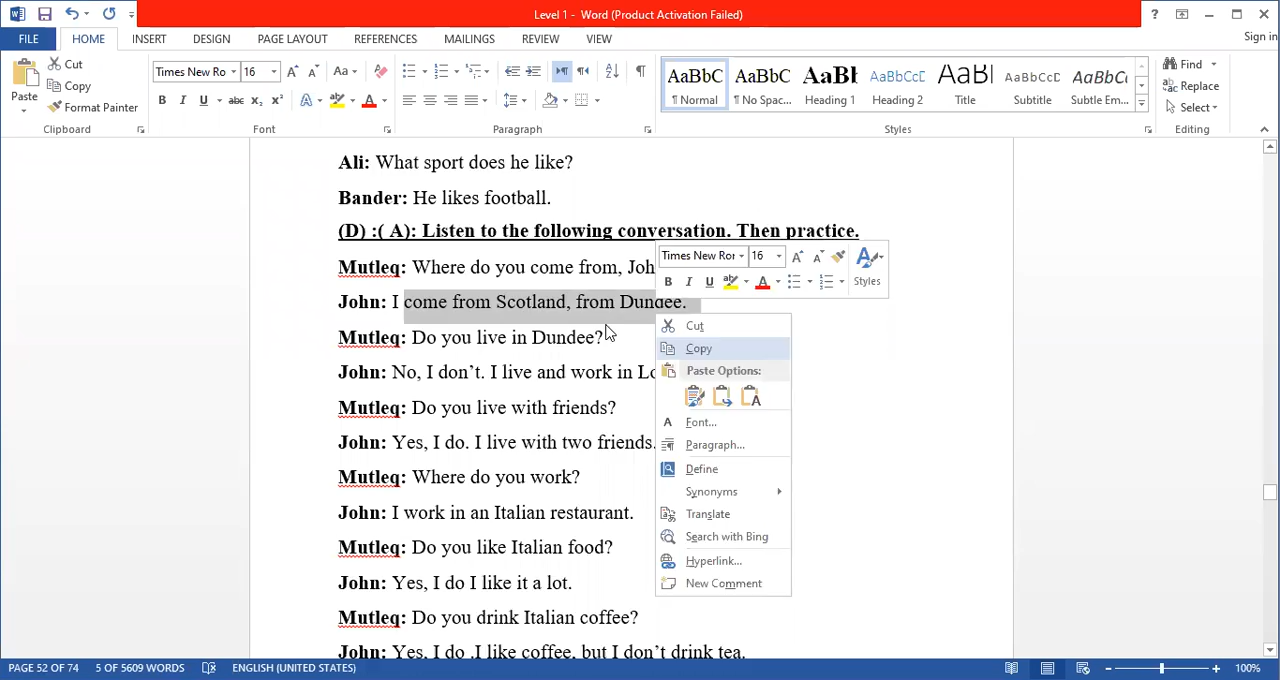 Level 1 - Word (Product Activation Failed)
FILE HOME INSERT DESIGN PAGE LAYOUT REFERENCES MAILINGS REVIEW VIEW Sign in
Paste
Cut
Copy
Format Painter
Clipboard
Times New Ro 16
Font
Paragraph
AaBbC AaBbC AaBb AaBbCcC AaBb AaBbCcD AaBbC
¶ Normal ¶ No Spac... Heading 1 Heading 2 Title Subtitle Subtle Em...
Styles
Find
Replace
Select
Editing
Ali: What sport does he like?
Bander: He likes football.
(D) :( A): Listen to the following conversation. Then practice.
Mutleq: Where do you come from, Joh
John: I come from Scotland, from Dundee.
Mutleq: Do you live in Dundee?
John: No, I don’t. I live and work in Lo
Mutleq: Do you live with friends?
John: Yes, I do. I live with two friends.
Mutleq: Where do you work?
John: I work in an Italian restaurant.
Mutleq: Do you like Italian food?
John: Yes, I do I like it a lot.
Mutleq: Do you drink Italian coffee?
John: Yes, I do .I like coffee, but I don’t drink tea.
Times New Ror 16
Styles
Cut
Copy
Paste Options:
Font...
Paragraph...
Define
Synonyms
Translate
Search with Bing
Hyperlink...
New Comment
PAGE 52 OF 74 5 OF 5609 WORDS ENGLISH (UNITED STATES) 100%